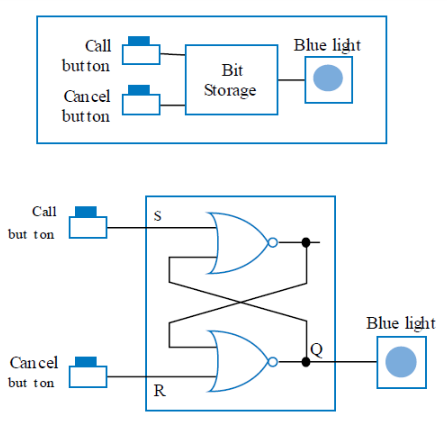 Call
button
Blue light
Bit
Storage
Cancel
button
Call
but ton
S
Q
Blue light
Cancel
but ton
R